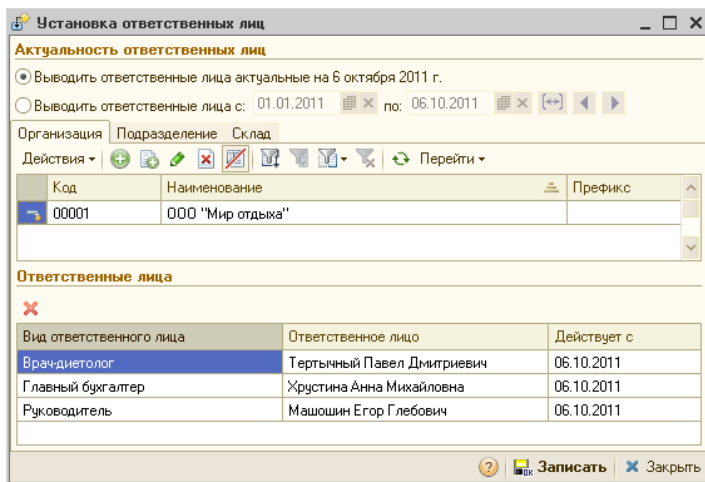 Установка ответственных лиц
Актуальность ответственных лиц
Выводить ответственные лица актуальные на 6 октября 2011 г.
Выводить ответственные лица с: 01.01.2011 по: 06.10.2011
Организация Подразделение Склад
Действия Перейти
Код Наименование Префикс
00001 ООО "Мир отдыха"
Ответственные лица
Вид ответственного лица Ответственное лицо Действует с
Врач-диетолог Тертычный Павел Дмитриевич 06.10.2011
Главный бухгалтер Хрустина Анна Михайловна 06.10.2011
Руководитель Машошин Егор Глебович 06.10.2011
? OK Записать Закрыть